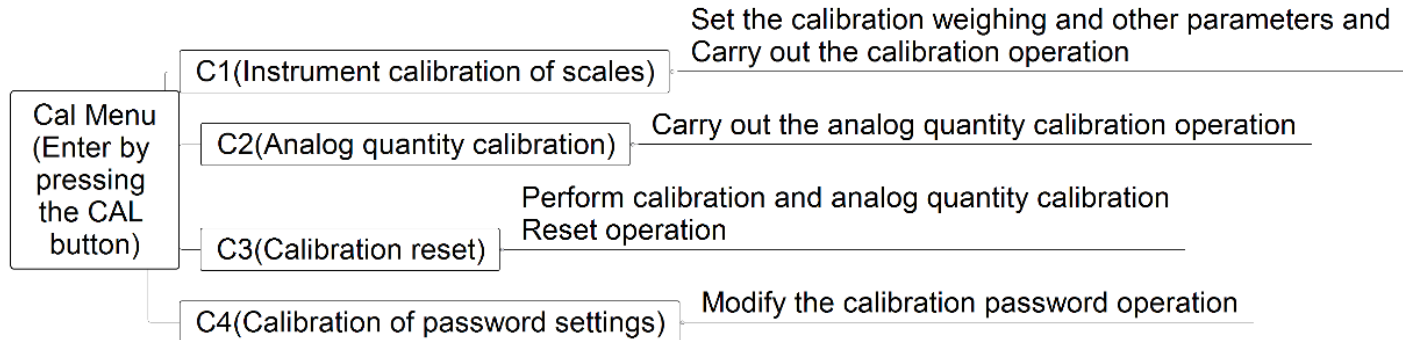 Cal Menu
(Enter by
pressing
the CAL
button)
C1(Instrument calibration of scales)
Set the calibration weighing and other parameters and
Carry out the calibration operation
C2(Analog quantity calibration)
Carry out the analog quantity calibration operation
C3(Calibration reset)
Perform calibration and analog quantity calibration
Reset operation
C4(Calibration of password settings)
Modify the calibration password operation